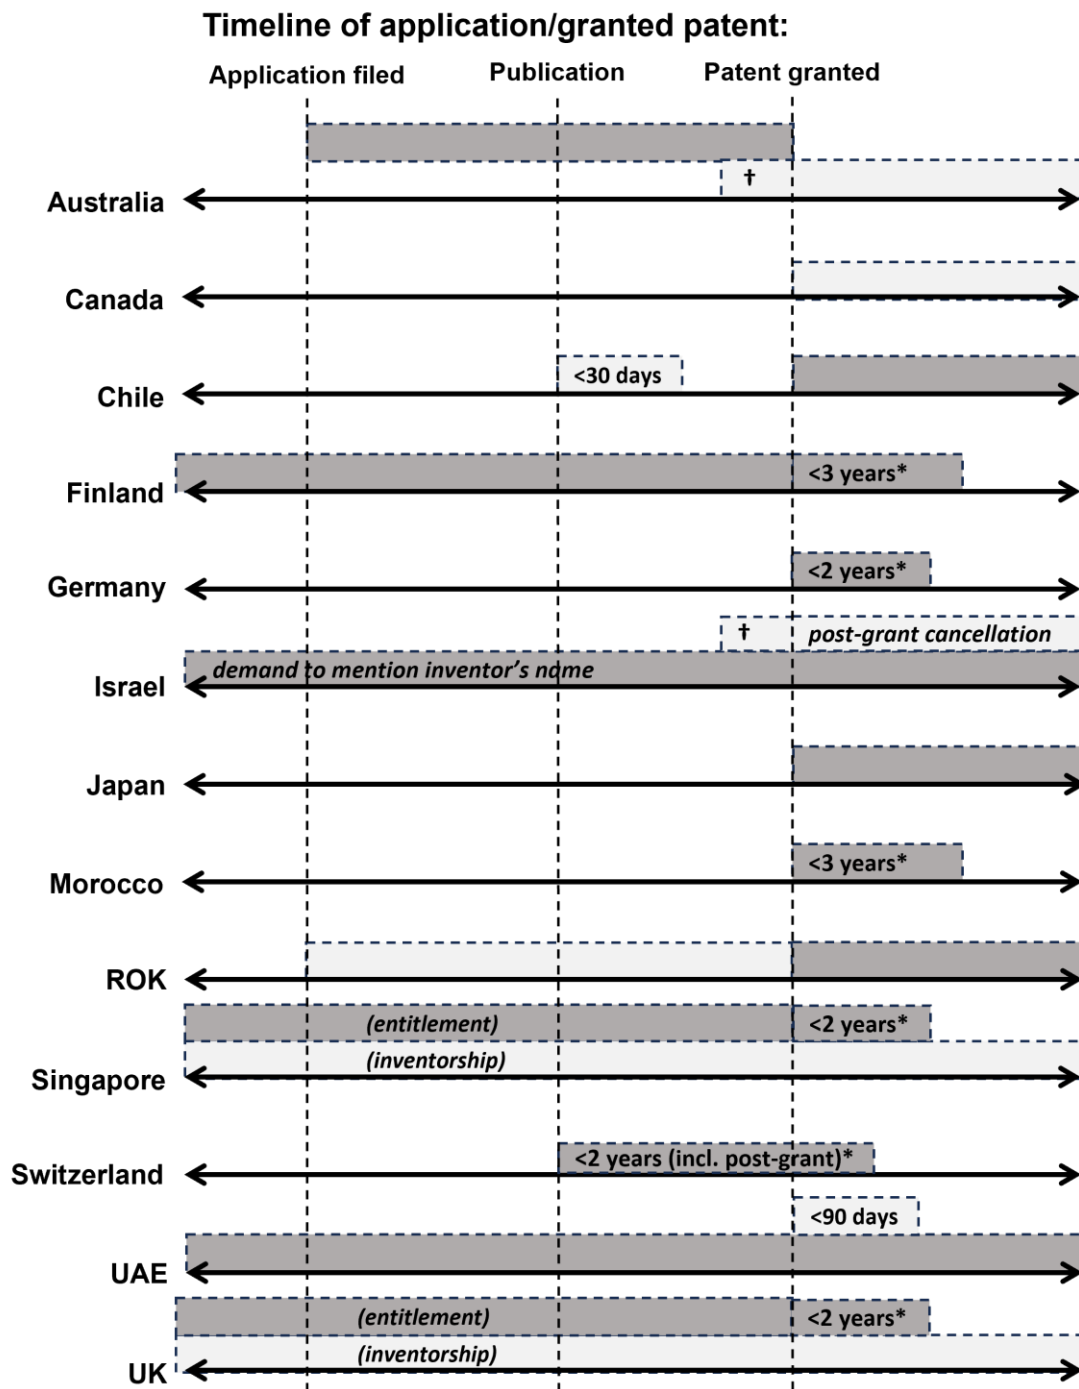 Timeline of application/granted patent:
Application filed
Publication
Patent granted
†
Australia
Canada
<30 days
Chile
<3 years*
Finland
<2 years*
Germany
† post-grant cancellation
demand to mention inventor's name
Israel
Japan
<3 years*
Morocco
ROK
(entitlement) <2 years*
(inventorship)
Singapore
<2 years (incl. post-grant)*
Switzerland
<90 days
UAE
(entitlement) <2 years*
(inventorship)
UK